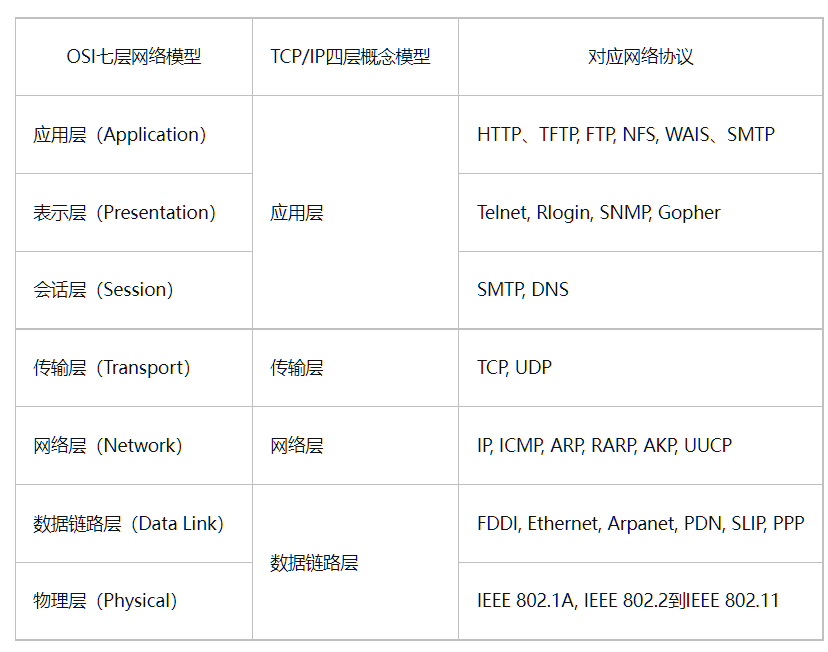 OSI七层网络模型 TCP/IP四层概念模型 对应网络协议
应用层（Application） HTTP、TFTP, FTP, NFS, WAIS、SMTP
表示层（Presentation） 应用层 Telnet, Rlogin, SNMP, Gopher
会话层（Session） SMTP, DNS
传输层（Transport） 传输层 TCP, UDP
网络层（Network） 网络层 IP, ICMP, ARP, RARP, AKP, UUCP
数据链路层（Data Link） FDDI, Ethernet, Arpanet, PDN, SLIP, PPP
数据链路层
物理层（Physical） IEEE 802.1A, IEEE 802.2到IEEE 802.11